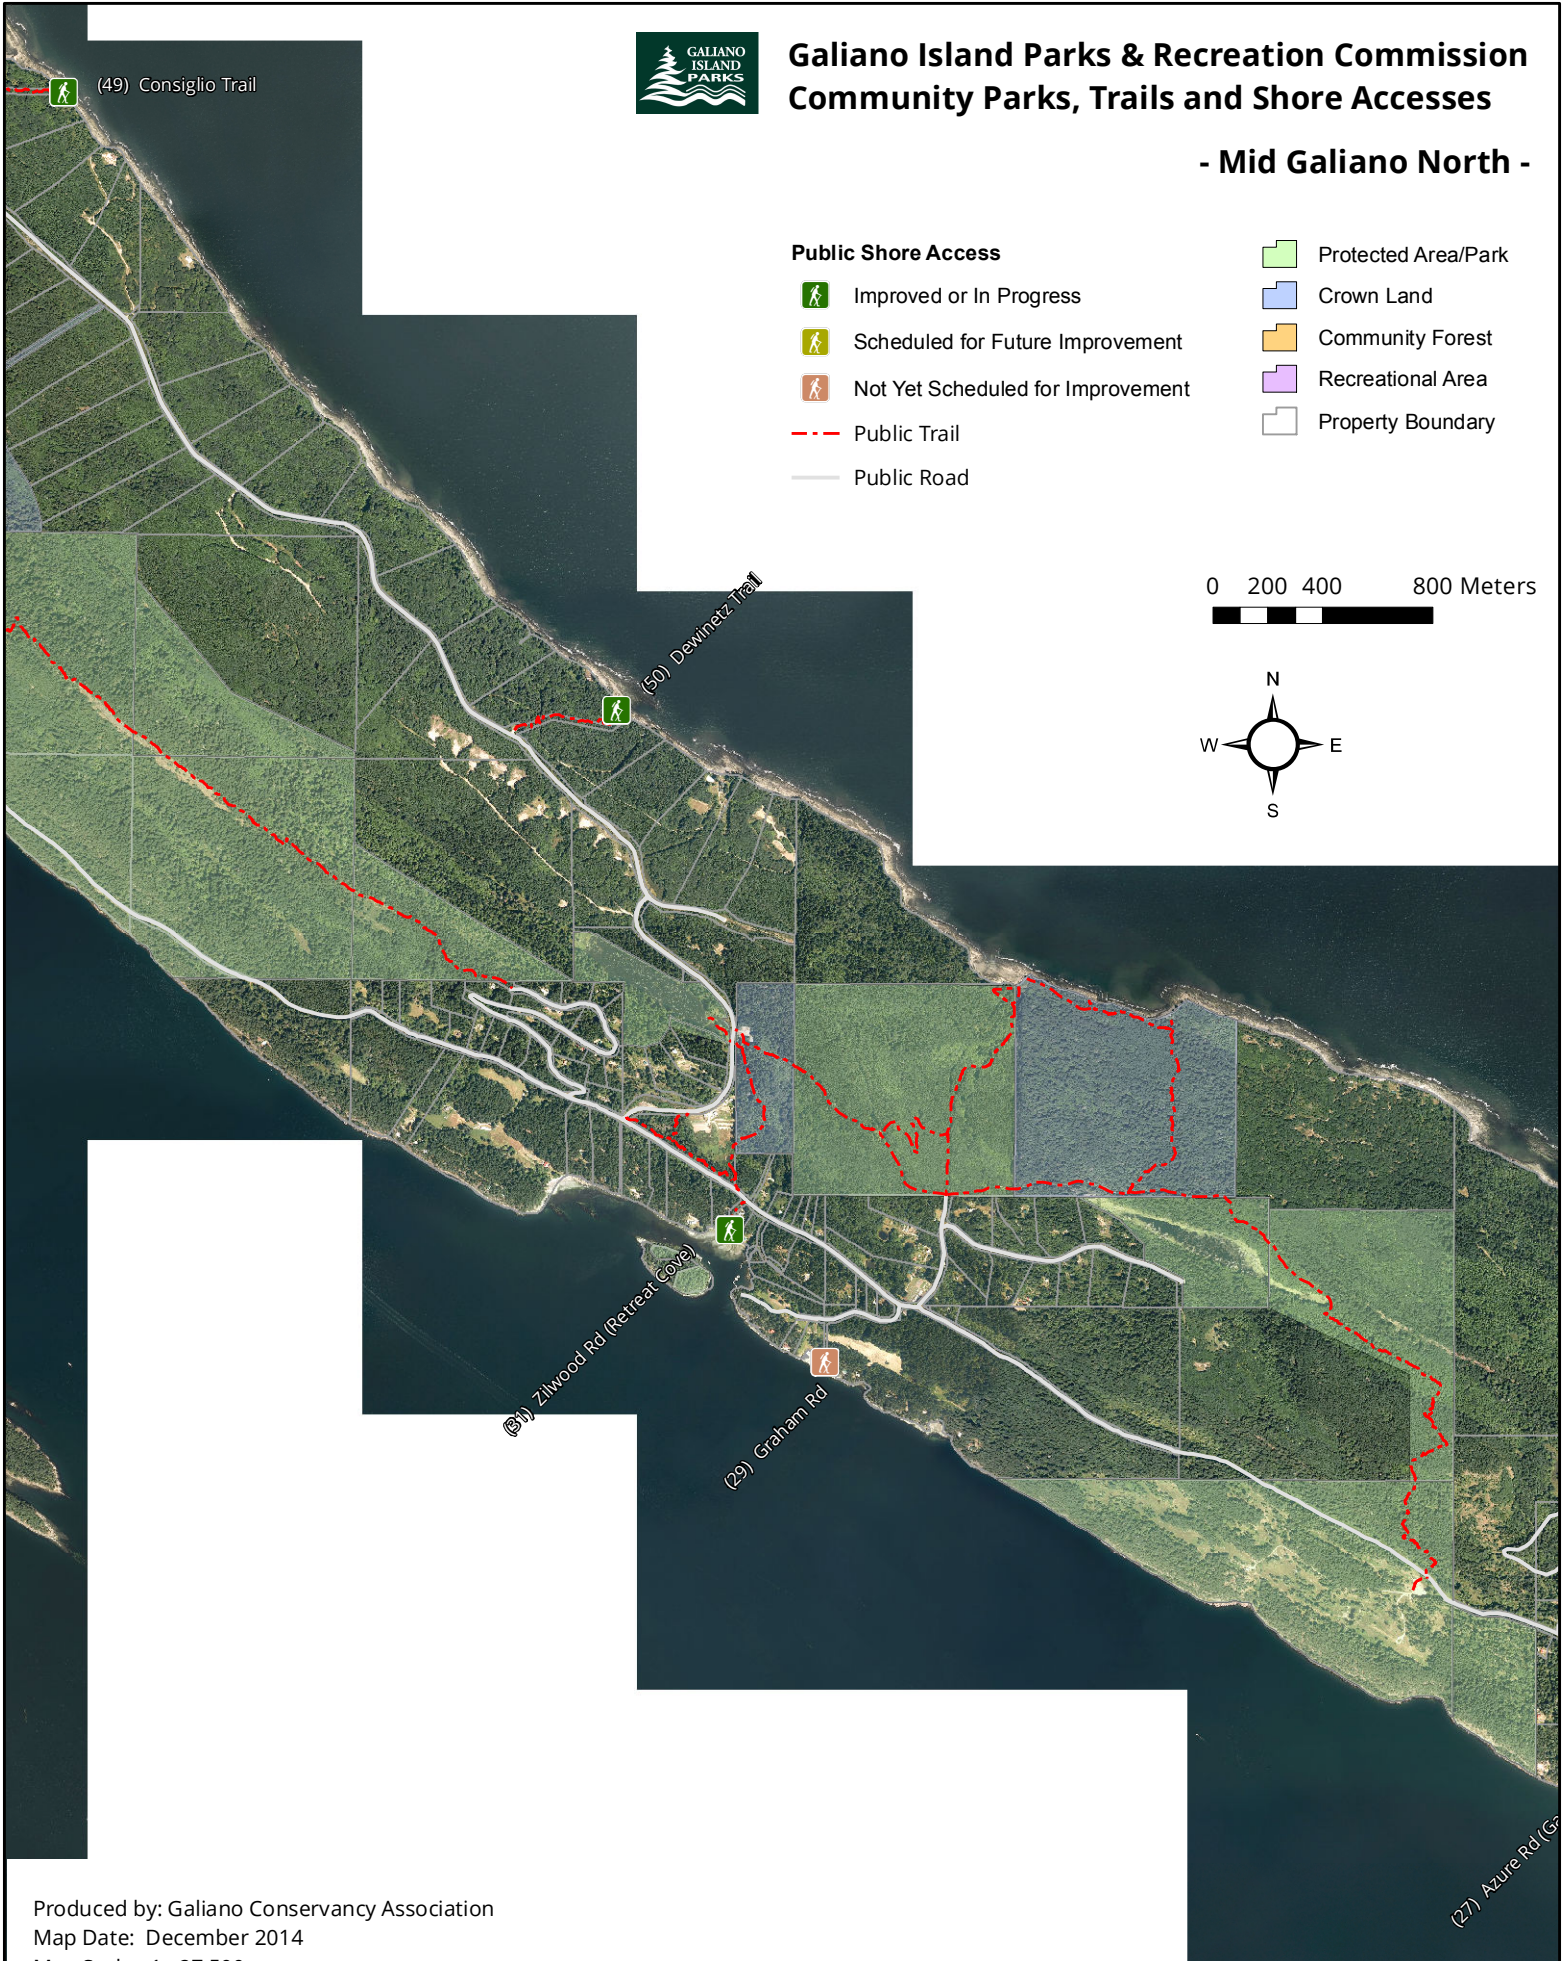 GALIANO
ISLAND
PARKS
Galiano Island Parks & Recreation Commission
Community Parks, Trails and Shore Accesses
- Mid Galiano North -
(49) Consiglio Trail
Public Shore Access
Improved or In Progress
Scheduled for Future Improvement
Not Yet Scheduled for Improvement
Public Trail
Public Road
Protected Area/Park
Crown Land
Community Forest
Recreational Area
Property Boundary
0 200 400 800 Meters
N
W E
S
(50) Dewinetz Trail
(31) Zilwood Rd (Retreat Cove)
(29) Graham Rd
(27) Azure Rd
Produced by: Galiano Conservancy Association
Map Date: December 2014